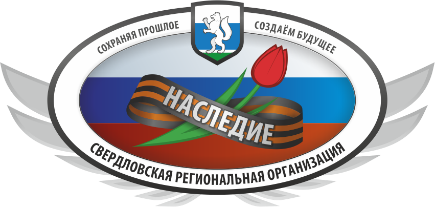 СОХРАНЯЯ ПРОШЛОЕ
СОЗДАЁМ БУДУЩЕЕ
НАСЛЕДИЕ
СВЕРДЛОВСКАЯ РЕГИОНАЛЬНАЯ ОРГАНИЗАЦИЯ